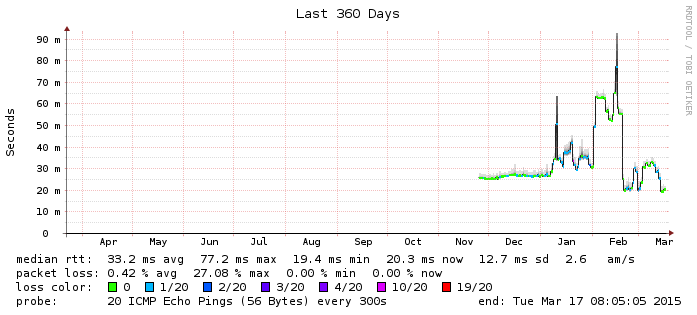 Last 360 Days
RRDTOOL / TOBI OETIKER
Seconds
90 m
80 m
70 m
60 m
50 m
40 m
30 m
20 m
10 m
0
Apr May Jun Jul Aug Sep Oct Nov Dec Jan Feb Mar
median rtt: 33.2 ms avg 77.2 ms max 19.4 ms min 20.3 ms now 12.7 ms sd 2.6 am/s
packet loss: 0.42 % avg 27.08 % max 0.00 % min 0.00 % now
loss color: 0 1/20 2/20 3/20 4/20 10/20 19/20
probe: 20 ICMP Echo Pings (56 Bytes) every 300s end: Tue Mar 17 08:05:05 2015